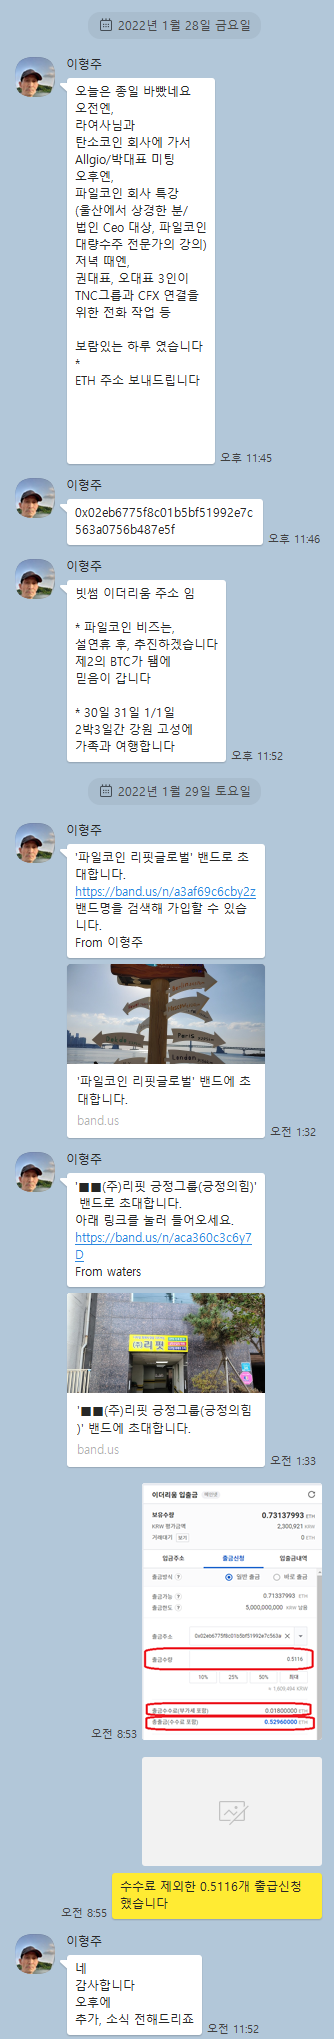 2022년 1월 28일 금요일
이형주
오늘은 종일 바빴네요
오전엔,
라여사님과
탄소코인 회사에 가서
Allgio/박대표 미팅
오후엔,
파일코인 회사 특강
(울산에서 상경한 분/
법인 Ceo 대상, 파일코인
대량수주 전문가의 강의)
저녁 때엔,
권대표, 오대표 3인이
TNC그룹과 CFX 연결을
위한 전화 작업 등
보람있는 하루 였습니다
*
ETH 주소 보내드립니다
오후 11:45
이형주
0x02eb6775f8c01b5bf51992e7c
563a0756b487e5f
오후 11:46
이형주
빗썸 이더리움 주소 임
* 파일코인 비즈는,
설연휴 후, 추진하겠습니다
제2의 BTC가 됨에
믿음이 갑니다
* 30일 31일 1/1일
2박3일간 강원 고성에
가족과 여행합니다
오후 11:52
2022년 1월 29일 토요일
이형주
'파일코인 리핏글로벌' 밴드로 초
대합니다.
https://band.us/n/a3af69c6cby2z
밴드명을 검색해 가입할 수 있습니
다.
From 이형주
Paris
London
'파일코인 리핏글로벌' 밴드에 초
대합니다.
band.us
오전 1:32
이형주
'■■(주)리핏 긍정그룹(긍정의힘)'
밴드로 초대합니다.
아래 링크를 눌러 들어오세요.
https://band.us/n/aca360c3c6y7
D
From waters
(주)리핏
'■■(주)리핏 긍정그룹(긍정의힘
)' 밴드에 초대합니다.
band.us
오전 1:33
이더리움 입출금
보유수량 0.73137993 ETH
KRW 평가금액 2,300,921 KRW
거래대기 보기 0 ETH
입금주소 출금신청 입출금내역
출금방식 ? 일반 출금 바로 출금
출금가능 ? 0.71337993 ETH
출금한도 ? 5,000,000,000 KRW 남음
출금주소 0x02eb6775f8c01b5bf51992e7c563a
출금수량 0.5116
10% 25% 50% 최대
≈ 1,609,494 KRW
출금수수료(부가세 포함) 0.01800000 ETH
총출금(수수료 포함) 0.52960000 ETH
오전 8:53
수수료 제외한 0.5116개 출급신청
했습니다
오전 8:55
이형주
네
감사합니다
오후에
추가, 소식 전해드리죠
오전 11:52